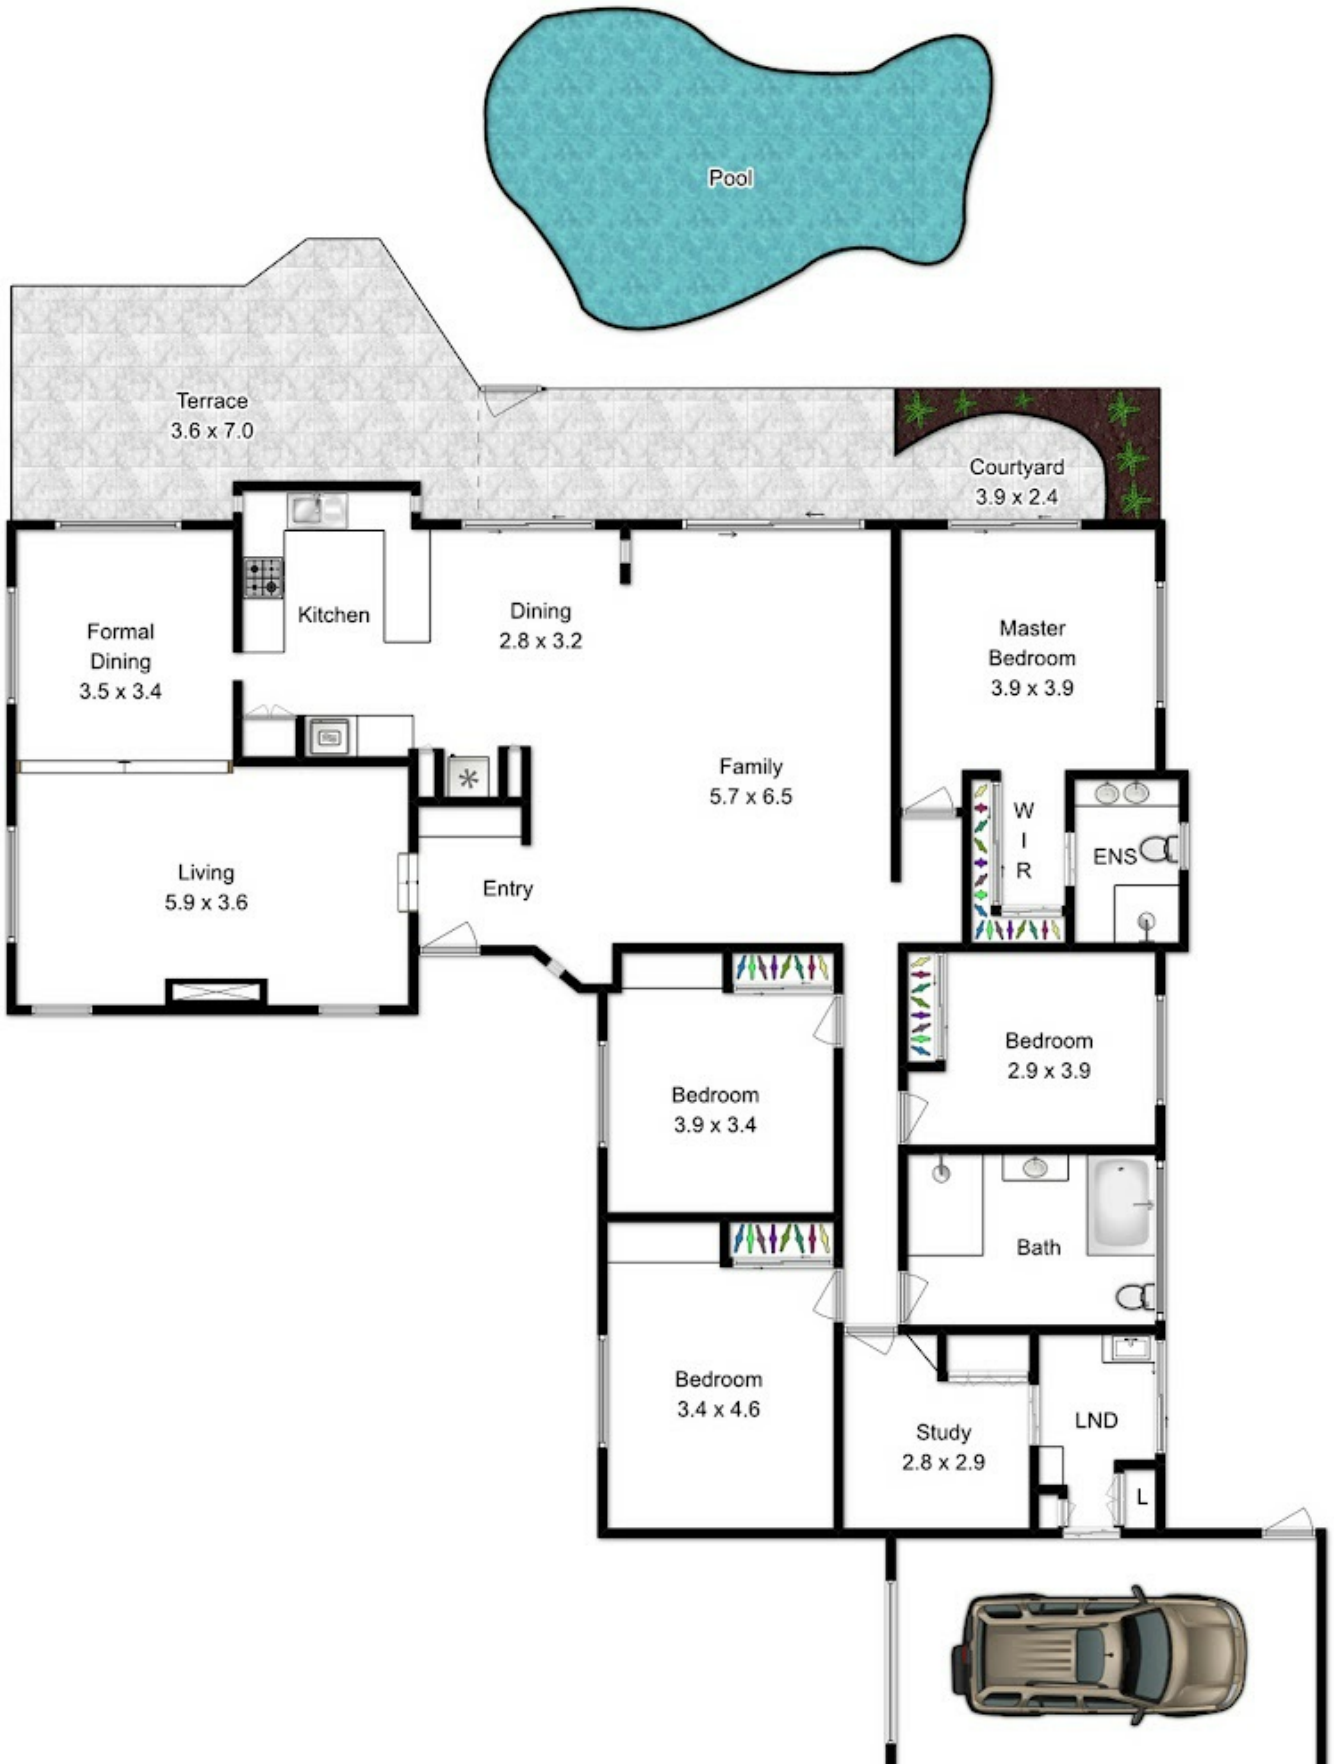 Pool
Terrace
3.6 x 7.0
Courtyard
3.9 x 2.4
Formal
Dining
3.5 x 3.4
Kitchen
Dining
2.8 x 3.2
Master
Bedroom
3.9 x 3.9
Family
5.7 x 6.5
W
I
R
ENS
Living
5.9 x 3.6
Entry
Bedroom
2.9 x 3.9
Bedroom
3.9 x 3.4
Bath
Bedroom
3.4 x 4.6
Study
2.8 x 2.9
LND
L